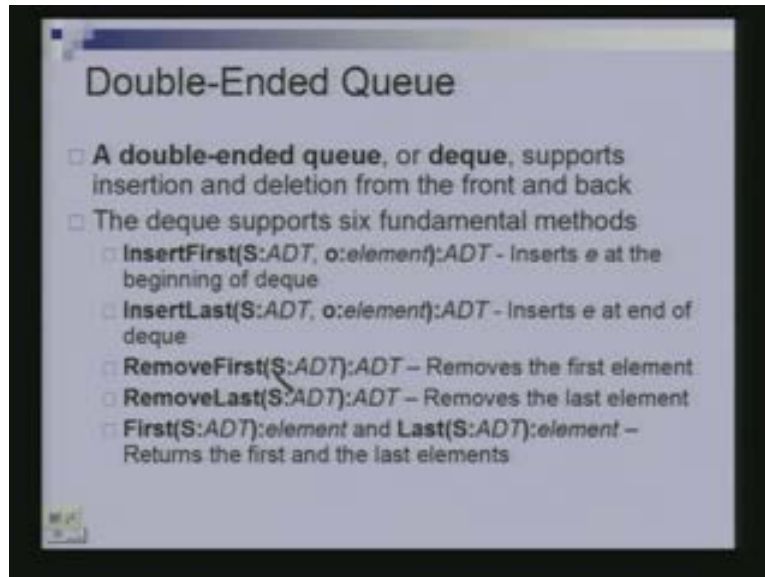 Double-Ended Queue
A double-ended queue, or deque, supports
insertion and deletion from the front and back
The deque supports six fundamental methods
InsertFirst(S:ADT, o:element):ADT - Inserts e at the
beginning of deque
InsertLast(S:ADT, o:element):ADT - Inserts e at end of
deque
RemoveFirst(S:ADT):ADT – Removes the first element
RemoveLast(S:ADT):ADT – Removes the last element
First(S:ADT):element and Last(S:ADT):element –
Returns the first and the last elements